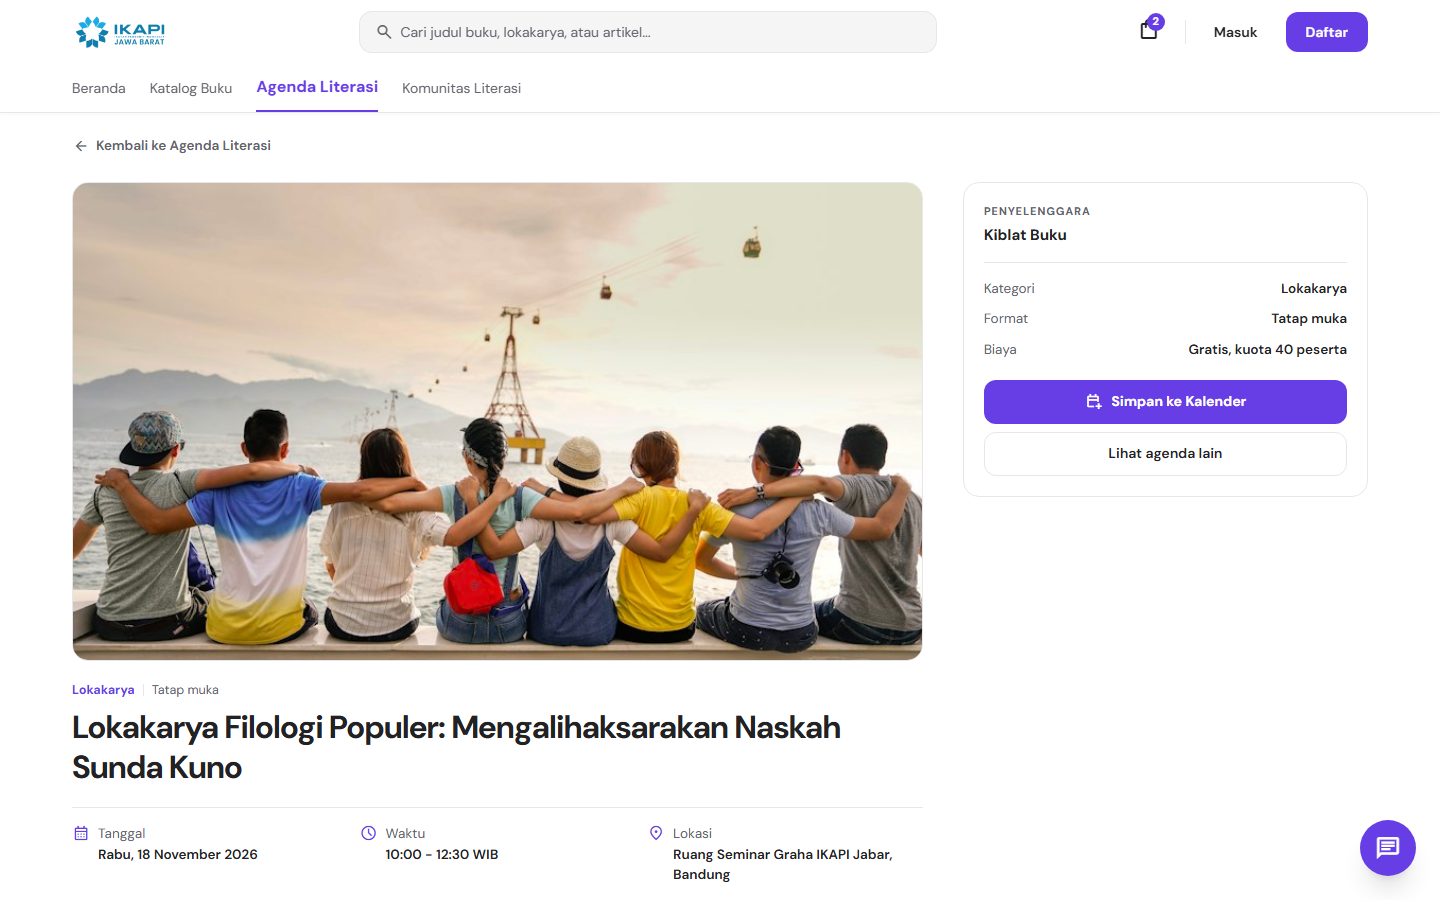 IKAPI
JAWA BARAT
Cari judul buku, lokakarya, atau artikel...
2
Masuk
Daftar
Beranda
Katalog Buku
Agenda Literasi
Komunitas Literasi
Kembali ke Agenda Literasi
PENYELENGGARA
Kiblat Buku
Kategori
Lokakarya
Format
Tatap muka
Biaya
Gratis, kuota 40 peserta
Simpan ke Kalender
Lihat agenda lain
Lokakarya
Tatap muka
Lokakarya Filologi Populer: Mengalihaksarakan Naskah
Sunda Kuno
Tanggal
Rabu, 18 November 2026
Waktu
10:00 - 12:30 WIB
Lokasi
Ruang Seminar Graha IKAPI Jabar,
Bandung